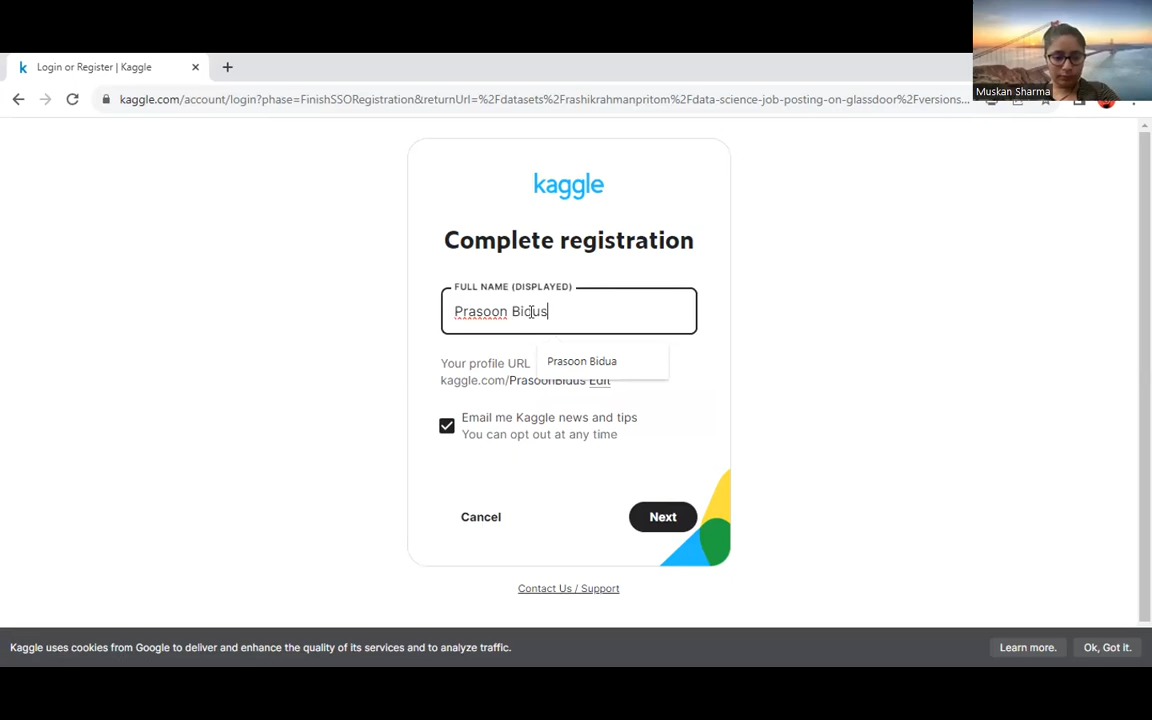 Login or Register | Kaggle
kaggle.com/account/login?phase=FinishSSORegistration&returnUrl=%2Fdatasets%2Frashikrahmanpritom%2Fdata-science-job-posting-on-glassdoor%2Fversions...
Muskan Sharma
kaggle
Complete registration
FULL NAME (DISPLAYED)
Prasoon Bidus
Prasoon Bidua
Your profile URL
kaggle.com/PrasoonBidus Edit
Email me Kaggle news and tips
You can opt out at any time
Cancel
Next
Contact Us / Support
Kaggle uses cookies from Google to deliver and enhance the quality of its services and to analyze traffic.
Learn more.
Ok, Got it.